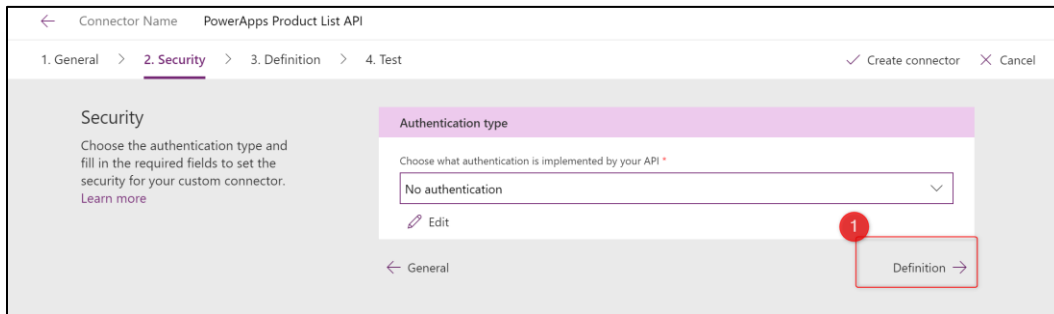 Connector Name PowerApps Product List API
1. General > 2. Security > 3. Definition > 4. Test Create connector Cancel
Security
Choose the authentication type and
fill in the required fields to set the
security for your custom connector.
Learn more
Authentication type
Choose what authentication is implemented by your API *
No authentication
Edit
1
General
Definition